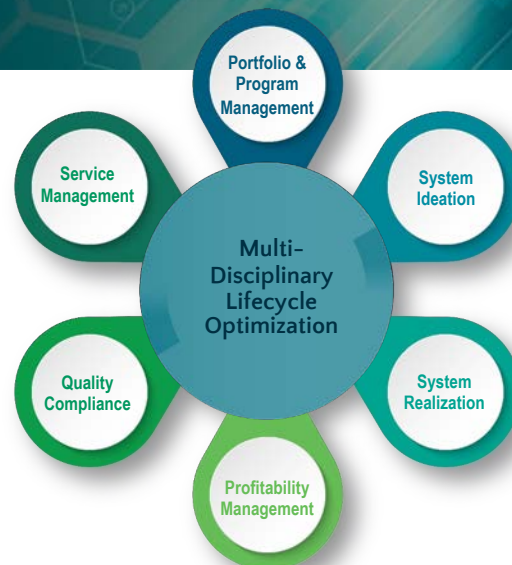 Portfolio &
Program
Management
Service
Management
System
Ideation
Multi-
Disciplinary
Lifecycle
Optimization
Quality
Compliance
System
Realization
Profitability
Management